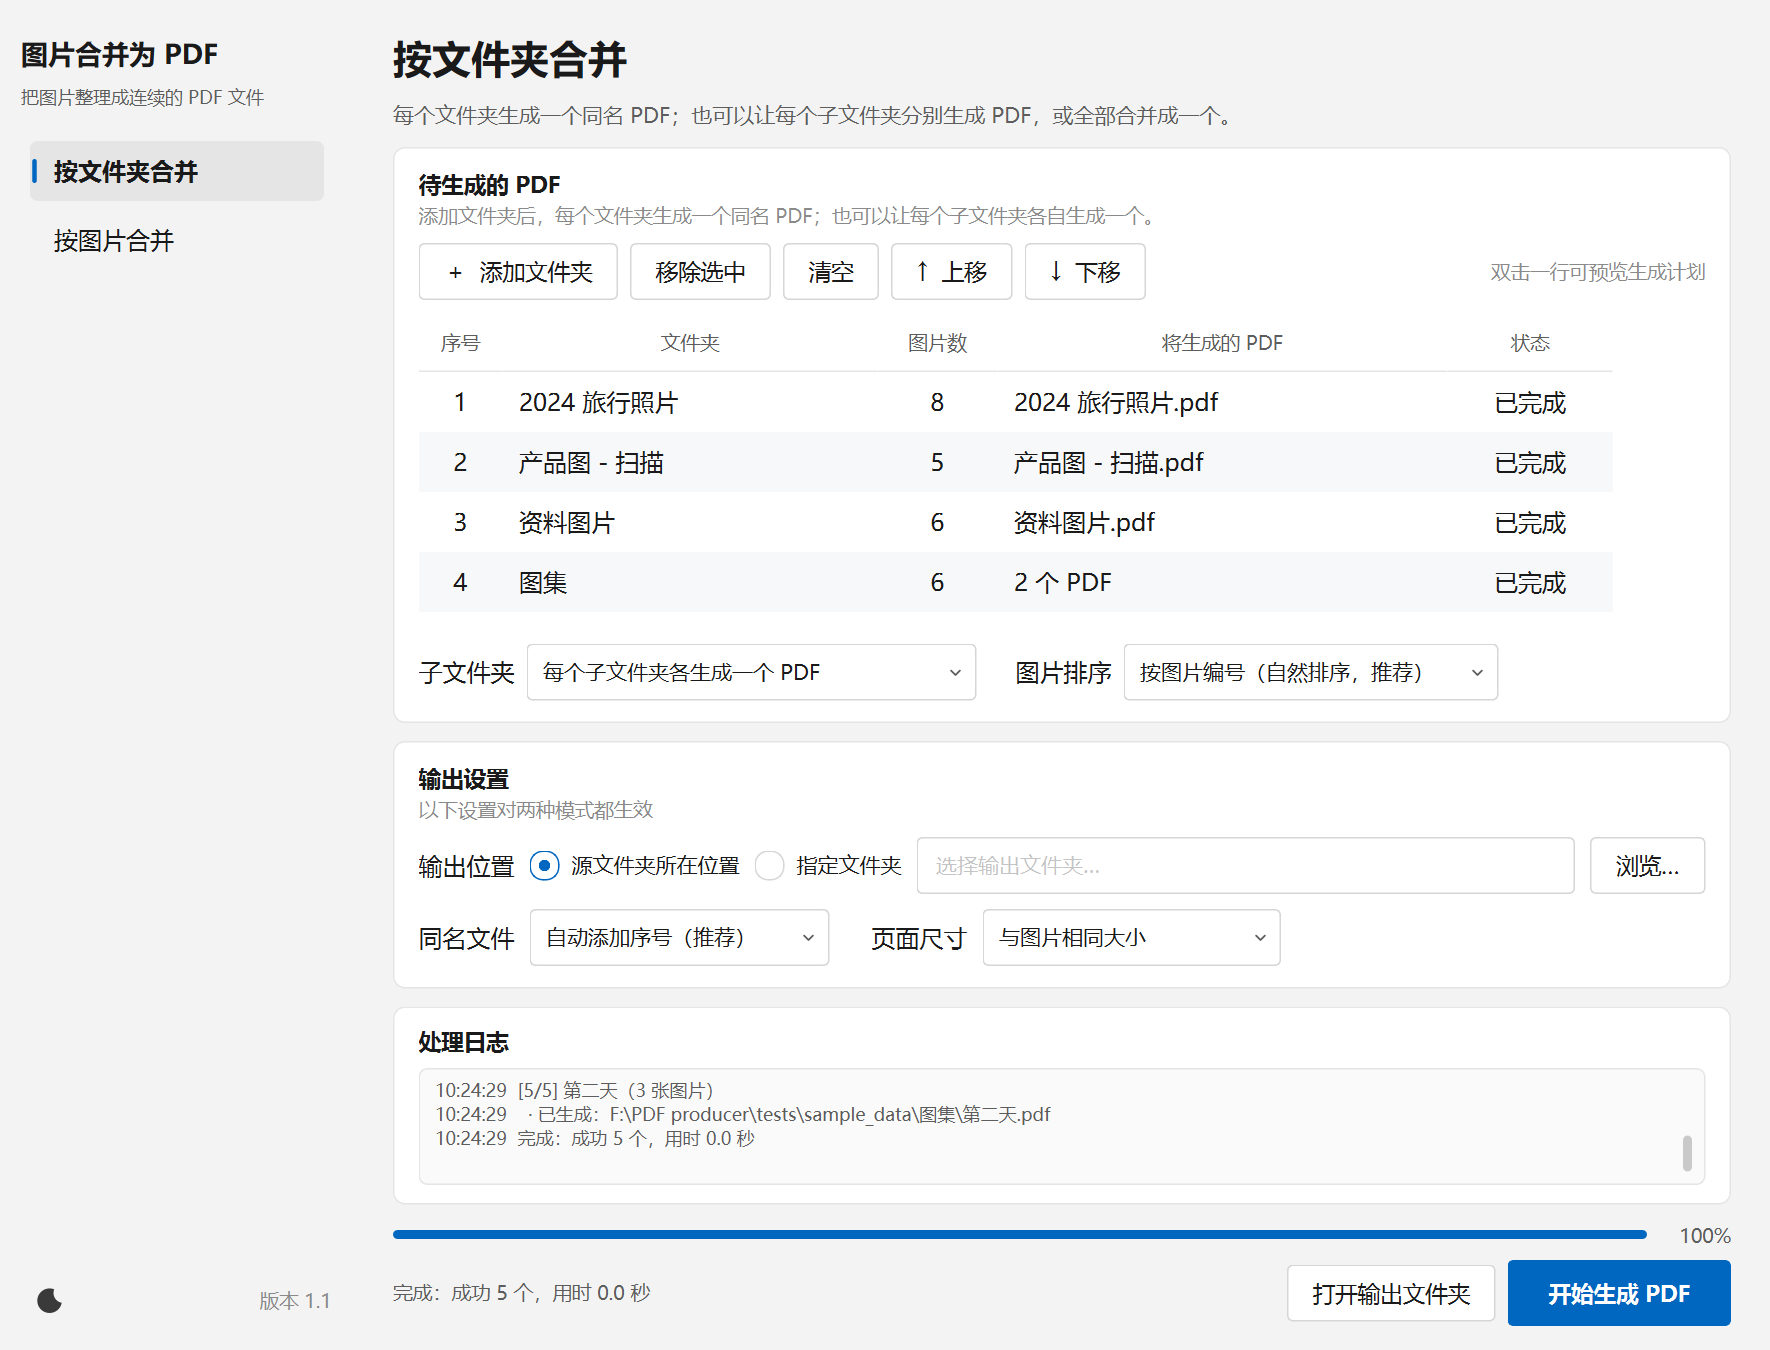 图片合并为 PDF
把图片整理成连续的 PDF 文件
按文件夹合并
按图片合并
按文件夹合并
每个文件夹生成一个同名 PDF；也可以让每个子文件夹分别生成 PDF，或全部合并成一个。
待生成的 PDF
添加文件夹后，每个文件夹生成一个同名 PDF；也可以让每个子文件夹各自生成一个。
+ 添加文件夹 移除选中 清空 ↑ 上移 ↓ 下移 双击一行可预览生成计划
序号 文件夹 图片数 将生成的 PDF 状态
1 2024 旅行照片 8 2024 旅行照片.pdf 已完成
2 产品图 - 扫描 5 产品图 - 扫描.pdf 已完成
3 资料图片 6 资料图片.pdf 已完成
4 图集 6 2 个 PDF 已完成
子文件夹 每个子文件夹各生成一个 PDF 图片排序 按图片编号（自然排序，推荐）
输出设置
以下设置对两种模式都生效
输出位置 源文件夹所在位置 指定文件夹 选择输出文件夹... 浏览...
同名文件 自动添加序号（推荐） 页面尺寸 与图片相同大小
处理日志
10:24:29 [5/5] 第二天（3 张图片）
10:24:29 · 已生成：F:\PDF producer\tests\sample_data\图集\第二天.pdf
10:24:29 完成：成功 5 个，用时 0.0 秒
100%
完成：成功 5 个，用时 0.0 秒 打开输出文件夹 开始生成 PDF
版本 1.1